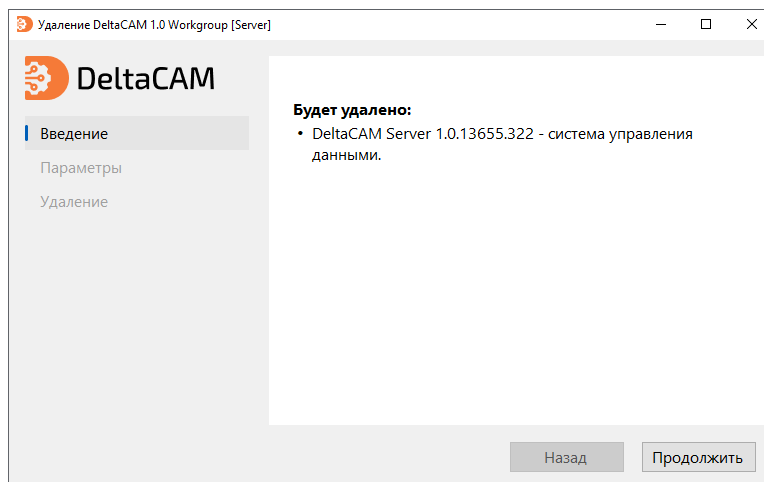 Удаление DeltaCAM 1.0 Workgroup [Server]
DeltaCAM
Введение
Параметры
Удаление
Будет удалено:
• DeltaCAM Server 1.0.13655.322 - система управления
данными.
Назад
Продолжить